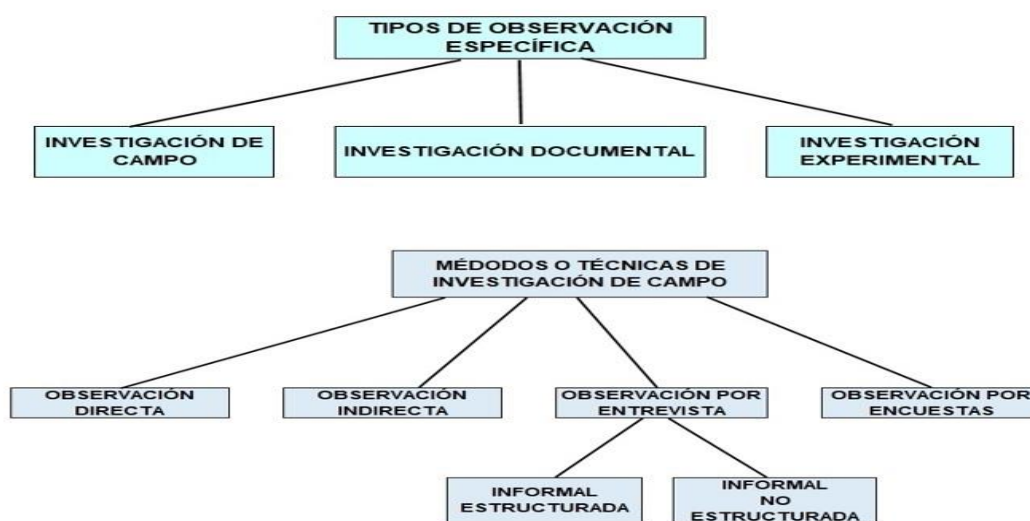 TIPOS DE OBSERVACIÓN
ESPECÍFICA
INVESTIGACIÓN DE
CAMPO
INVESTIGACIÓN DOCUMENTAL
INVESTIGACIÓN
EXPERIMENTAL
MÉDODOS O TÉCNICAS DE
INVESTIGACIÓN DE CAMPO
OBSERVACIÓN
DIRECTA
OBSERVACIÓN
INDIRECTA
OBSERVACIÓN POR
ENTREVISTA
OBSERVACIÓN POR
ENCUESTAS
INFORMAL
ESTRUCTURADA
INFORMAL
NO
ESTRUCTURADA